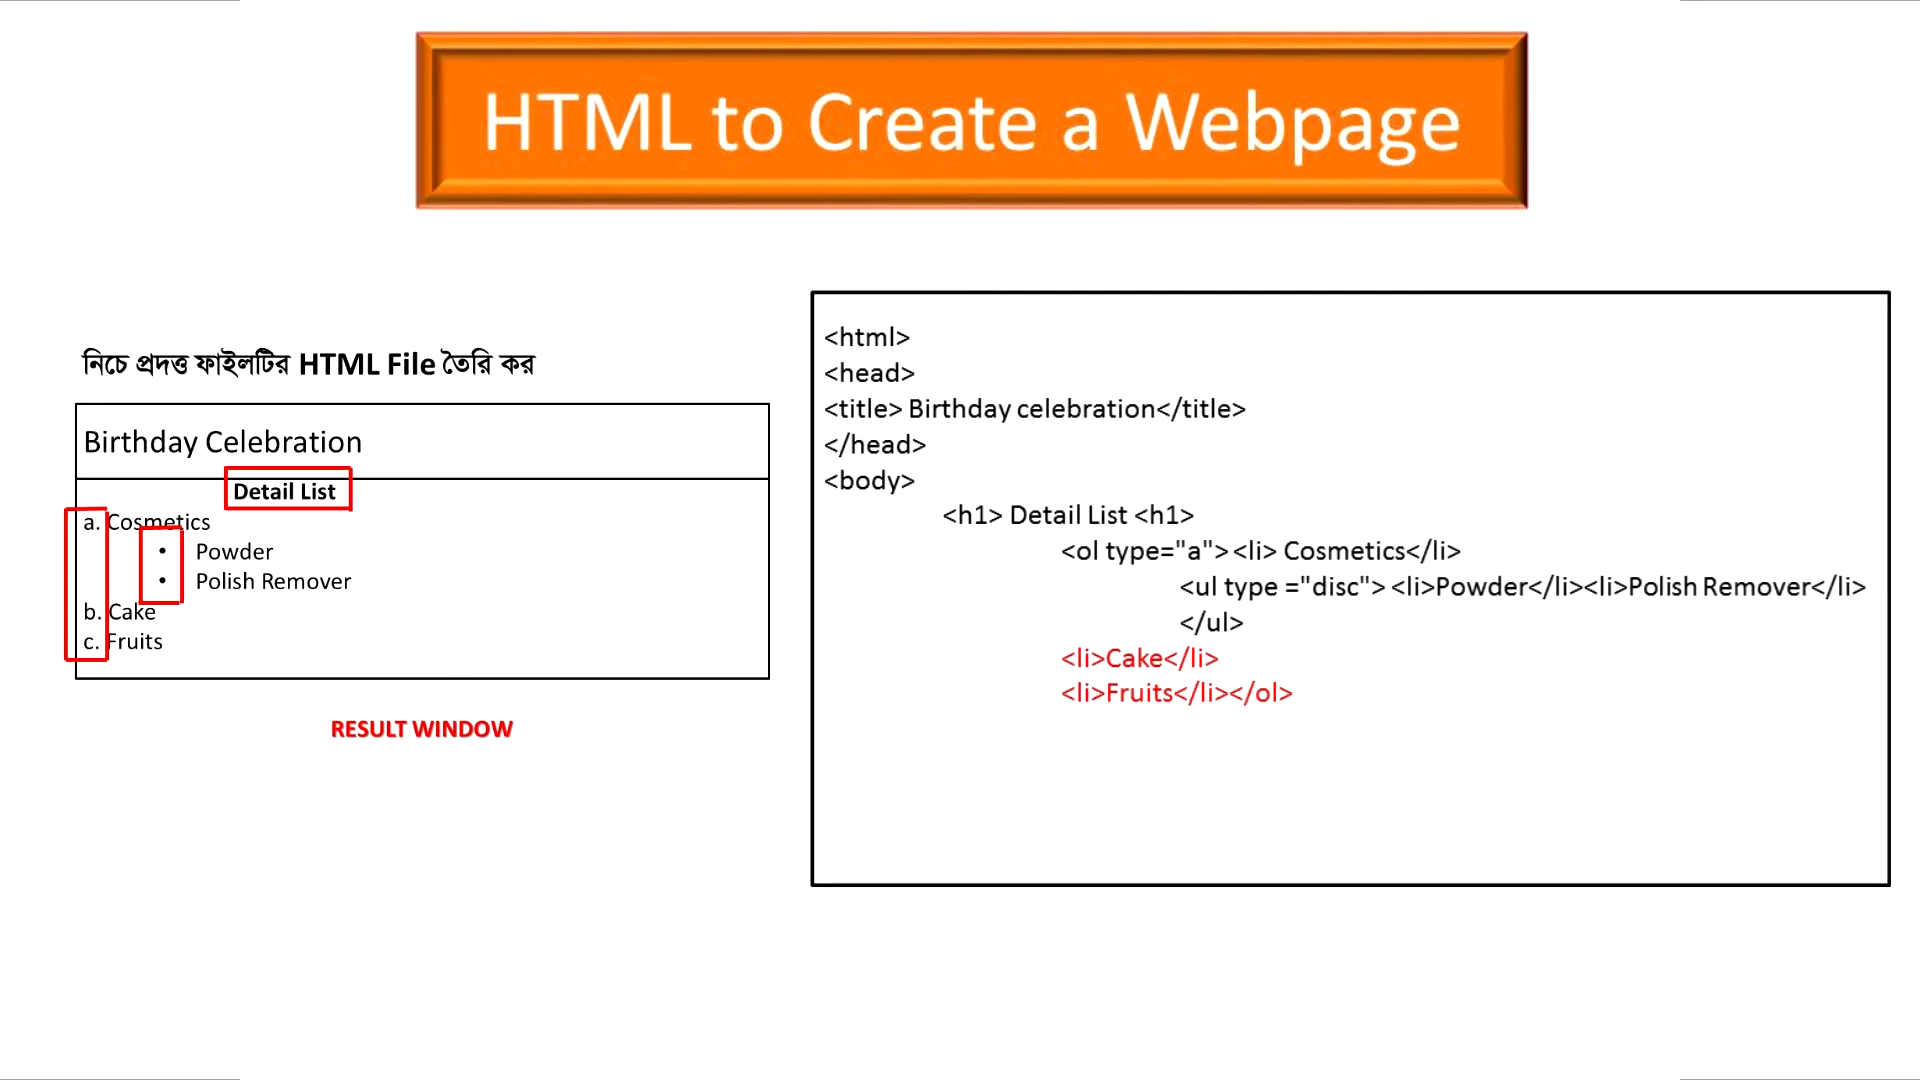 HTML to Create a Webpage
নিচে প্রদত্ত ফাইলটির HTML File তৈরি কর
Birthday Celebration
Detail List
a. Cosmetics
• Powder
• Polish Remover
b. Cake
c. Fruits
RESULT WINDOW
<html>
<head>
<title> Birthday celebration</title>
</head>
<body>
<h1> Detail List <h1>
<ol type="a"> <li> Cosmetics</li>
<ul type ="disc"> <li>Powder</li><li>Polish Remover</li>
</ul>
<li>Cake</li>
<li>Fruits</li></ol>